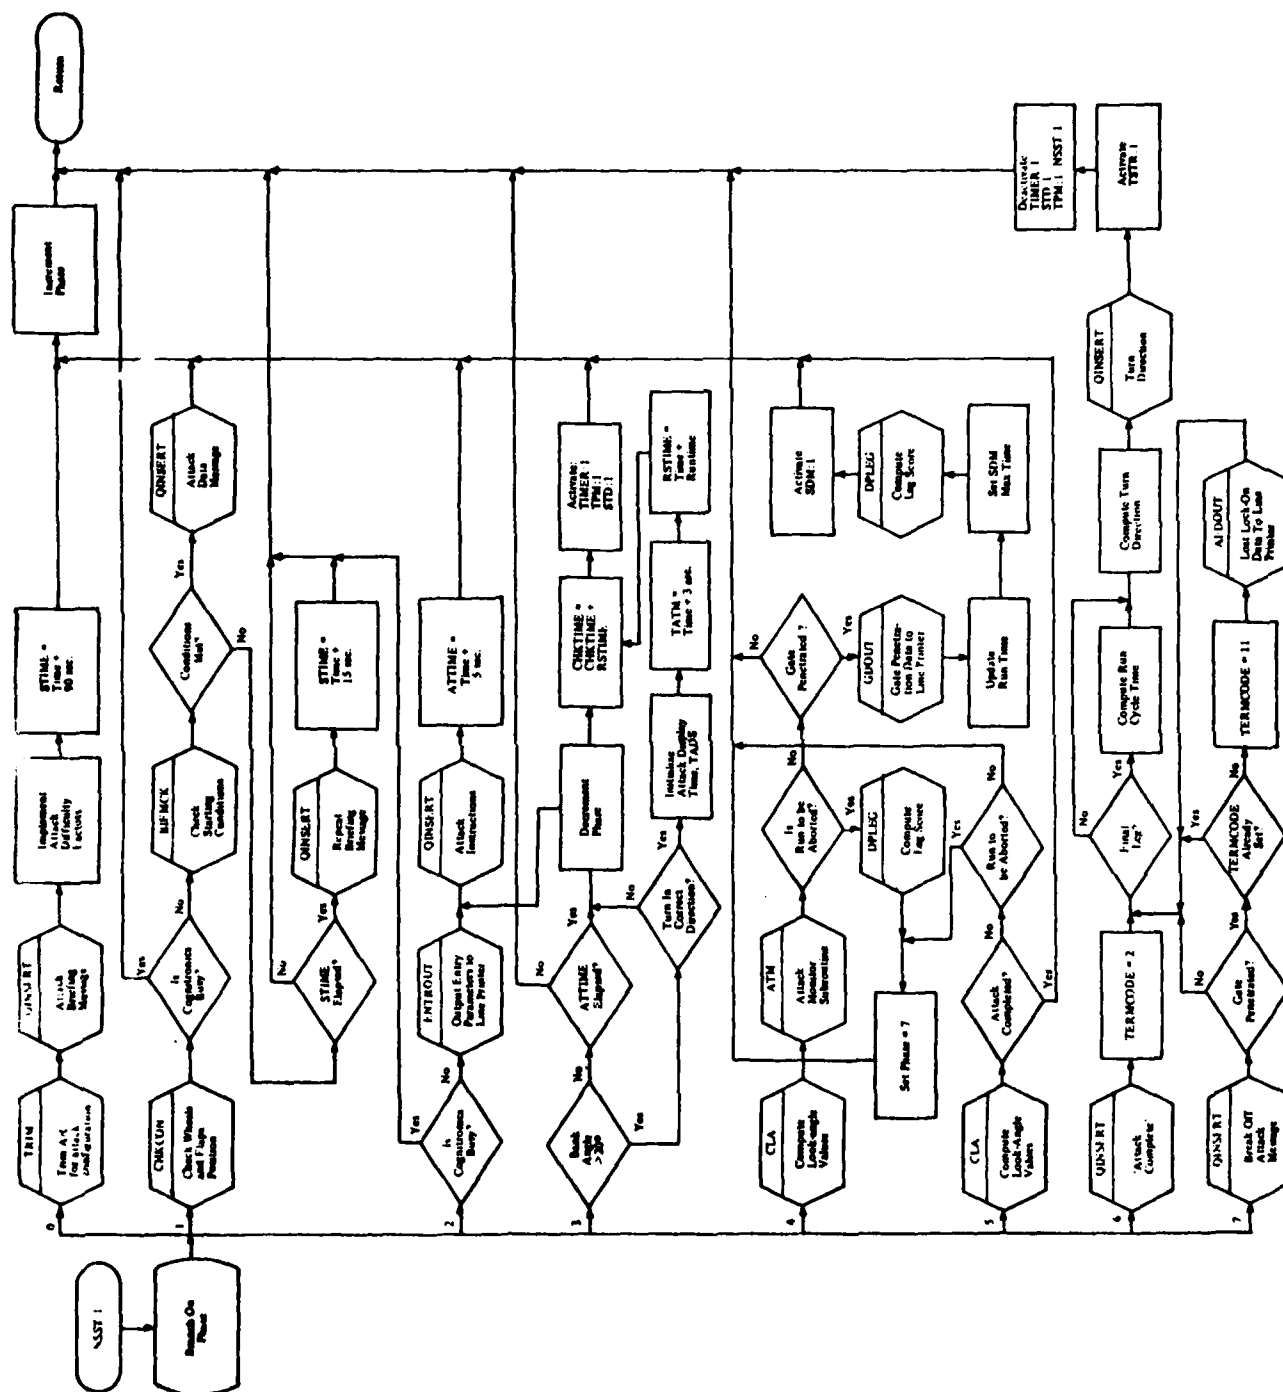 NSST 1
Branch On
Phase
0
TRIM
Trim A/C
for attack
configuration
QINSERT
Attack
Briefing
Message
Implement
Attack
Difficulty
Factors
STIME =
Time +
90 sec.
Increment
Phase
Return
1
CHKCON
Check Wheels
and Flaps
Positions
Is
Cognitronics
Busy?
Yes
No
Check
Starting
Conditions
Conditions
Met?
Yes
No
QINSERT
Attack
Data
Message
STIME
Elapsed?
No
Yes
QINSERT
Repeat
Briefing
Message
STIME =
Time +
15 sec.
2
Is
Cognitronics
Busy?
Yes
No
ENTROUT
Output Entry
Parameters to
Line Printer
QINSERT
Attack
Instructions
ATTIME =
Time +
5 sec.
3
Bank
Angle
No
Yes
ATTIME
Elapsed?
No
Yes
Decrement
Phase
CHKTIME =
CHKTIME +
RSTIME
Activate:
TIMER:1
TPM:1
STD:1
Turn In
Correct
Direction?
No
Yes
Initialize
Attack Display
Time, TADS
TATM =
Time + 3 sec.
RSTIME =
Time +
Runtime
4
CLA
Compute
Look-Angle
Values
ATM
Attack
Monitor
Subroutine
Is
Run to be
Aborted?
No
Yes
Gate
Penetrated ?
No
Yes
GDOUT
Gate Penetra-
tion Data to
Line Printer
Update
Run Time
Set SDM
Max Time
DPLEG
Compute
Leg Score
Activate
SDM:1
DPLEG
Compute
Leg Score
Set Phase = 7
5
CLA
Compute
Look-Angle
Values
Attack
Completed?
No
Yes
Run to
be Aborted?
Yes
No
6
QINSERT
"Attack
Complete"
TERMCODE = 2
Final
Leg?
No
Yes
Compute Run
Cycle Time
Compute Turn
Direction
QINSERT
Turn
Direction
Activate
TSTR:1
Deactivate
TIMER 1
STD 1
TPM:1 NSST 1
7
QINSERT
Break Off
Attack
Message
Gate
Penetrated?
No
Yes
TERMCODE
Already
Set?
Yes
No
TERMCODE = 11
Last Lock-On
Data To Line
Printer